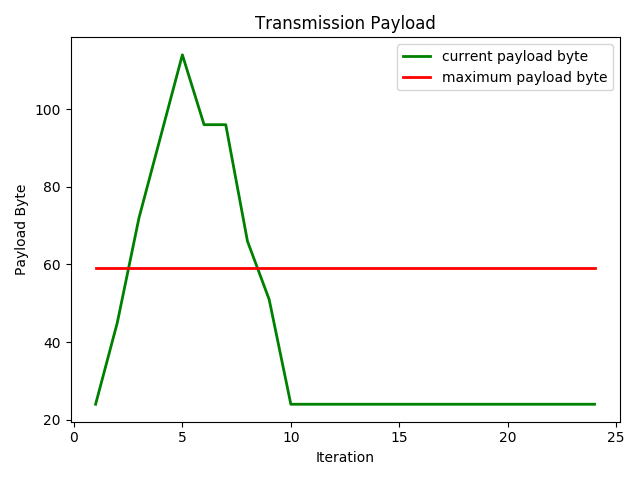 Transmission Payload
current payload byte
maximum payload byte
100
80
60
40
20
Payload Byte
0 5 10 15 20 25
Iteration